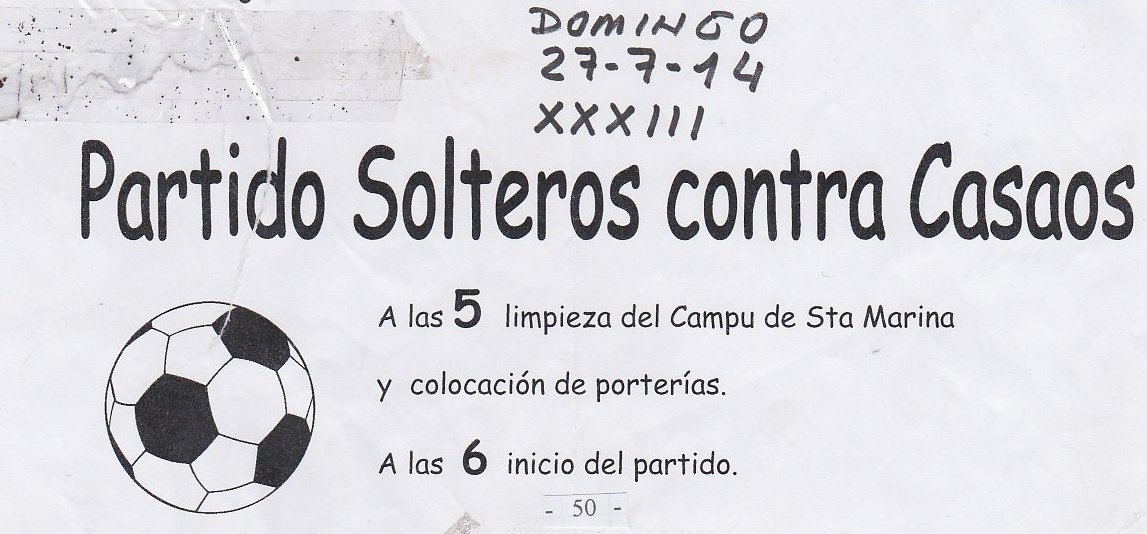 DOMINGO
27-7-14
XXXIII
Partido Solteros contra Casaos
A las 5 limpieza del Campu de Sta Marina
y colocación de porterías.
A las 6 inicio del partido.
- 50 -